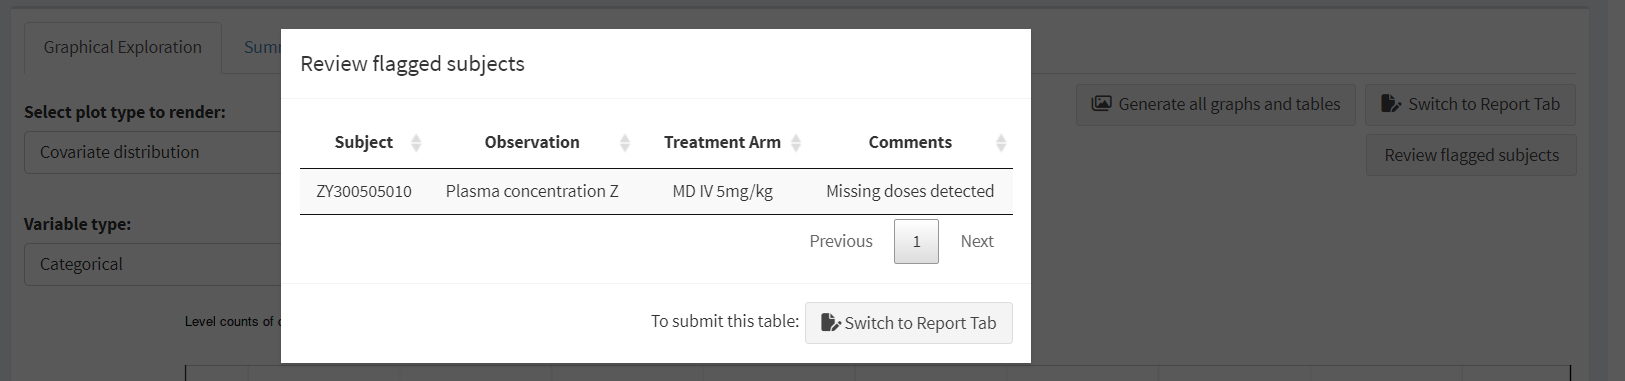 Graphical Exploration
Review flagged subjects
Select plot type to render:
Covariate distribution
Variable type:
Categorical
Level counts of
Subject Observation Treatment Arm Comments
ZY300505010 Plasma concentration Z MD IV 5mg/kg Missing doses detected
Previous 1 Next
To submit this table: Switch to Report Tab
Generate all graphs and tables Switch to Report Tab
Review flagged subjects